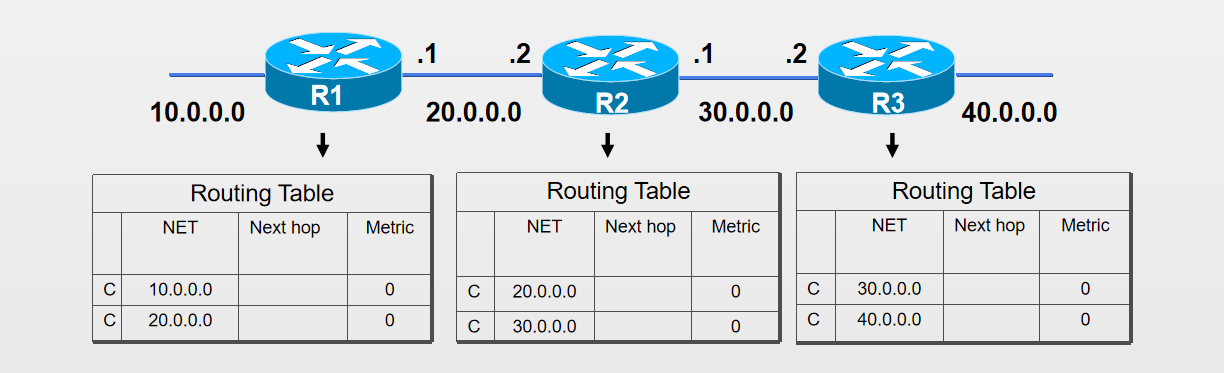 .1 .2 .1 .2
R1 R2 R3
10.0.0.0 20.0.0.0 30.0.0.0 40.0.0.0
Routing Table
NET Next hop Metric
C 10.0.0.0 0
C 20.0.0.0 0
Routing Table
NET Next hop Metric
C 20.0.0.0 0
C 30.0.0.0 0
Routing Table
NET Next hop Metric
C 30.0.0.0 0
C 40.0.0.0 0